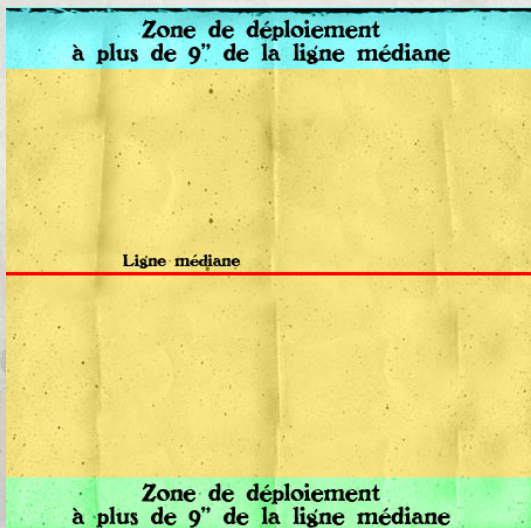 Zone de déploiement
à plus de 9" de la ligne médiane
Ligne médiane
Zone de déploiement
à plus de 9" de la ligne médiane